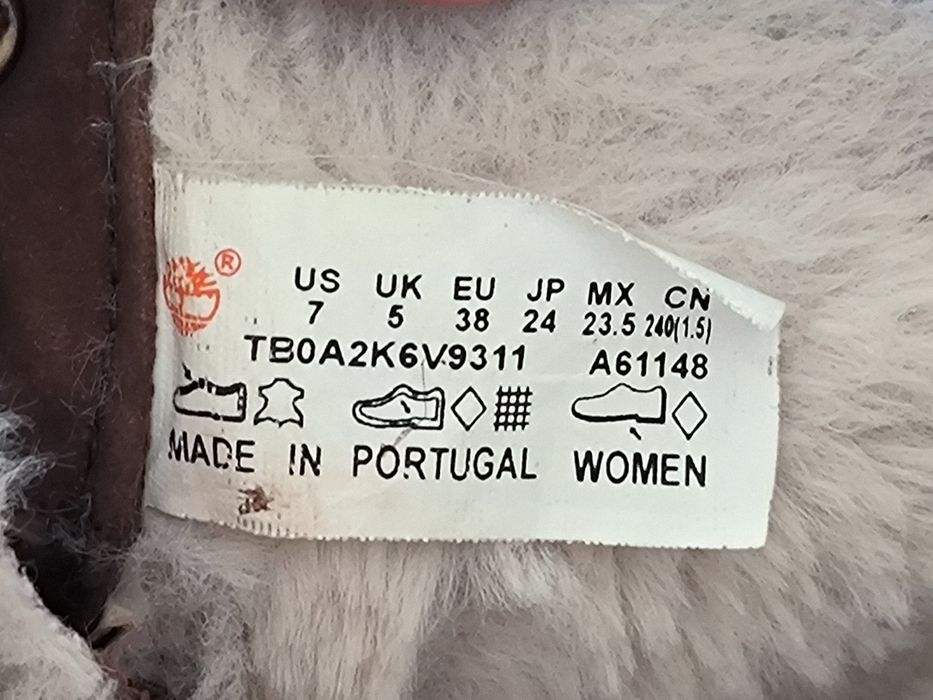 ®
US UK EU JP MX CN
7 5 38 24 23.5 240(1.5)
TB0A2K6V9311 A61148
MADE IN PORTUGAL WOMEN